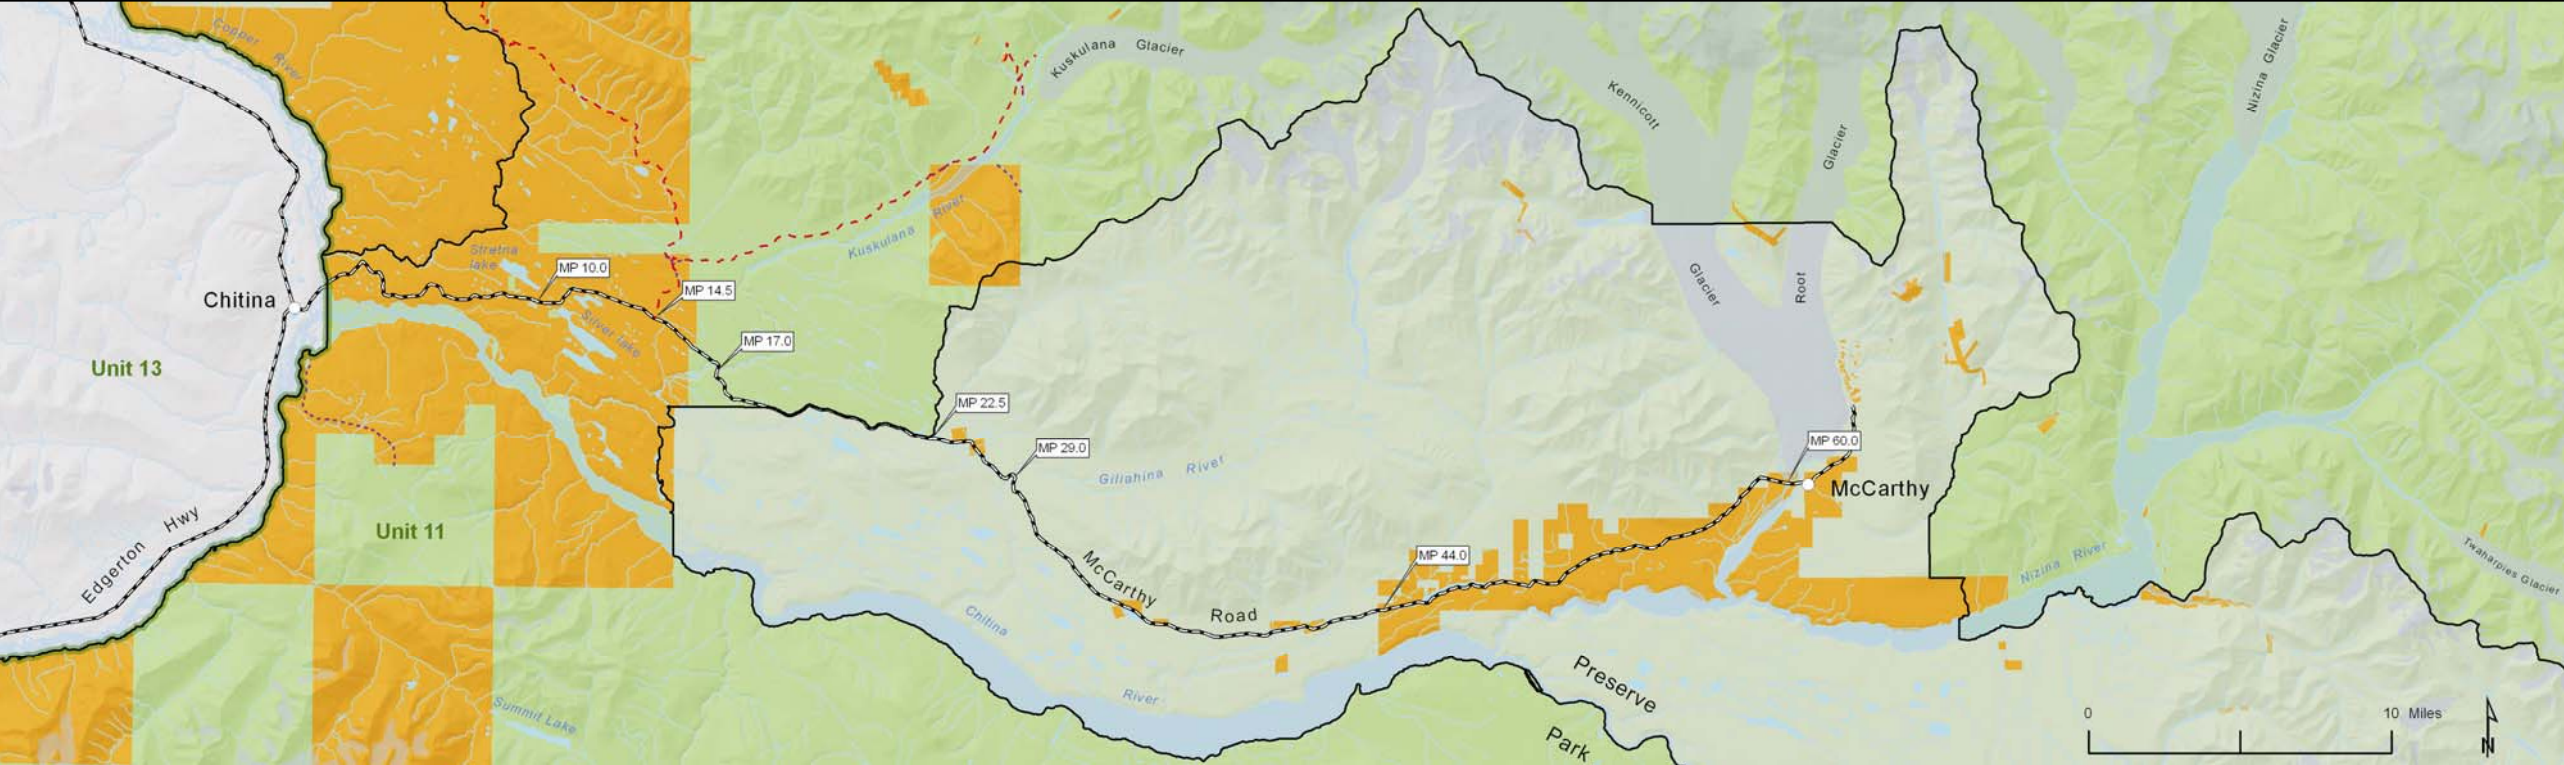 Copper
River
Kuskulana Glacier
Kennicott
Glacier
Nizina Glacier
River
Kuskulana
Stretna
lake
MP 10.0
MP 14.5
Glacier
Root
Chitina
Silver lake
MP 17.0
Unit 13
MP 22.5
MP 29.0
MP 60.0
Gilahina River
McCarthy
Unit 11
Edgerton Hwy
MP 44.0
McCarthy
Road
Nizina River
Twaharpies Glacier
Chitina
River
Preserve
Park
Summit Lake
0
10 Miles
N